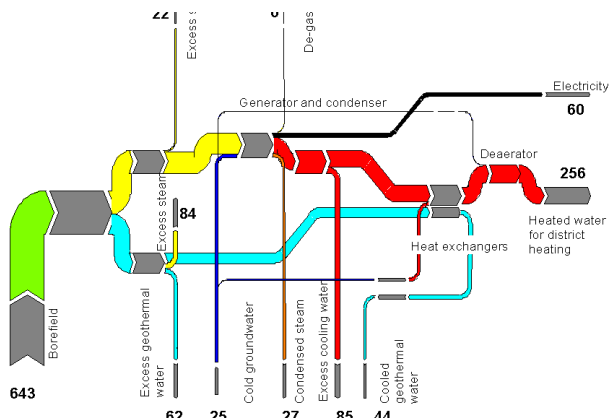 22
Excess
De-gas
Electricity
60
Generator and condenser
Deaerator
256
Heated water
for district
heating
Excess steam
84
Heat exchangers
Borefield
643
Excess geothermal
water
Cold groundwater
Condensed steam
Excess cooling water
Cooled
geothermal
water
62
25
27
85
44